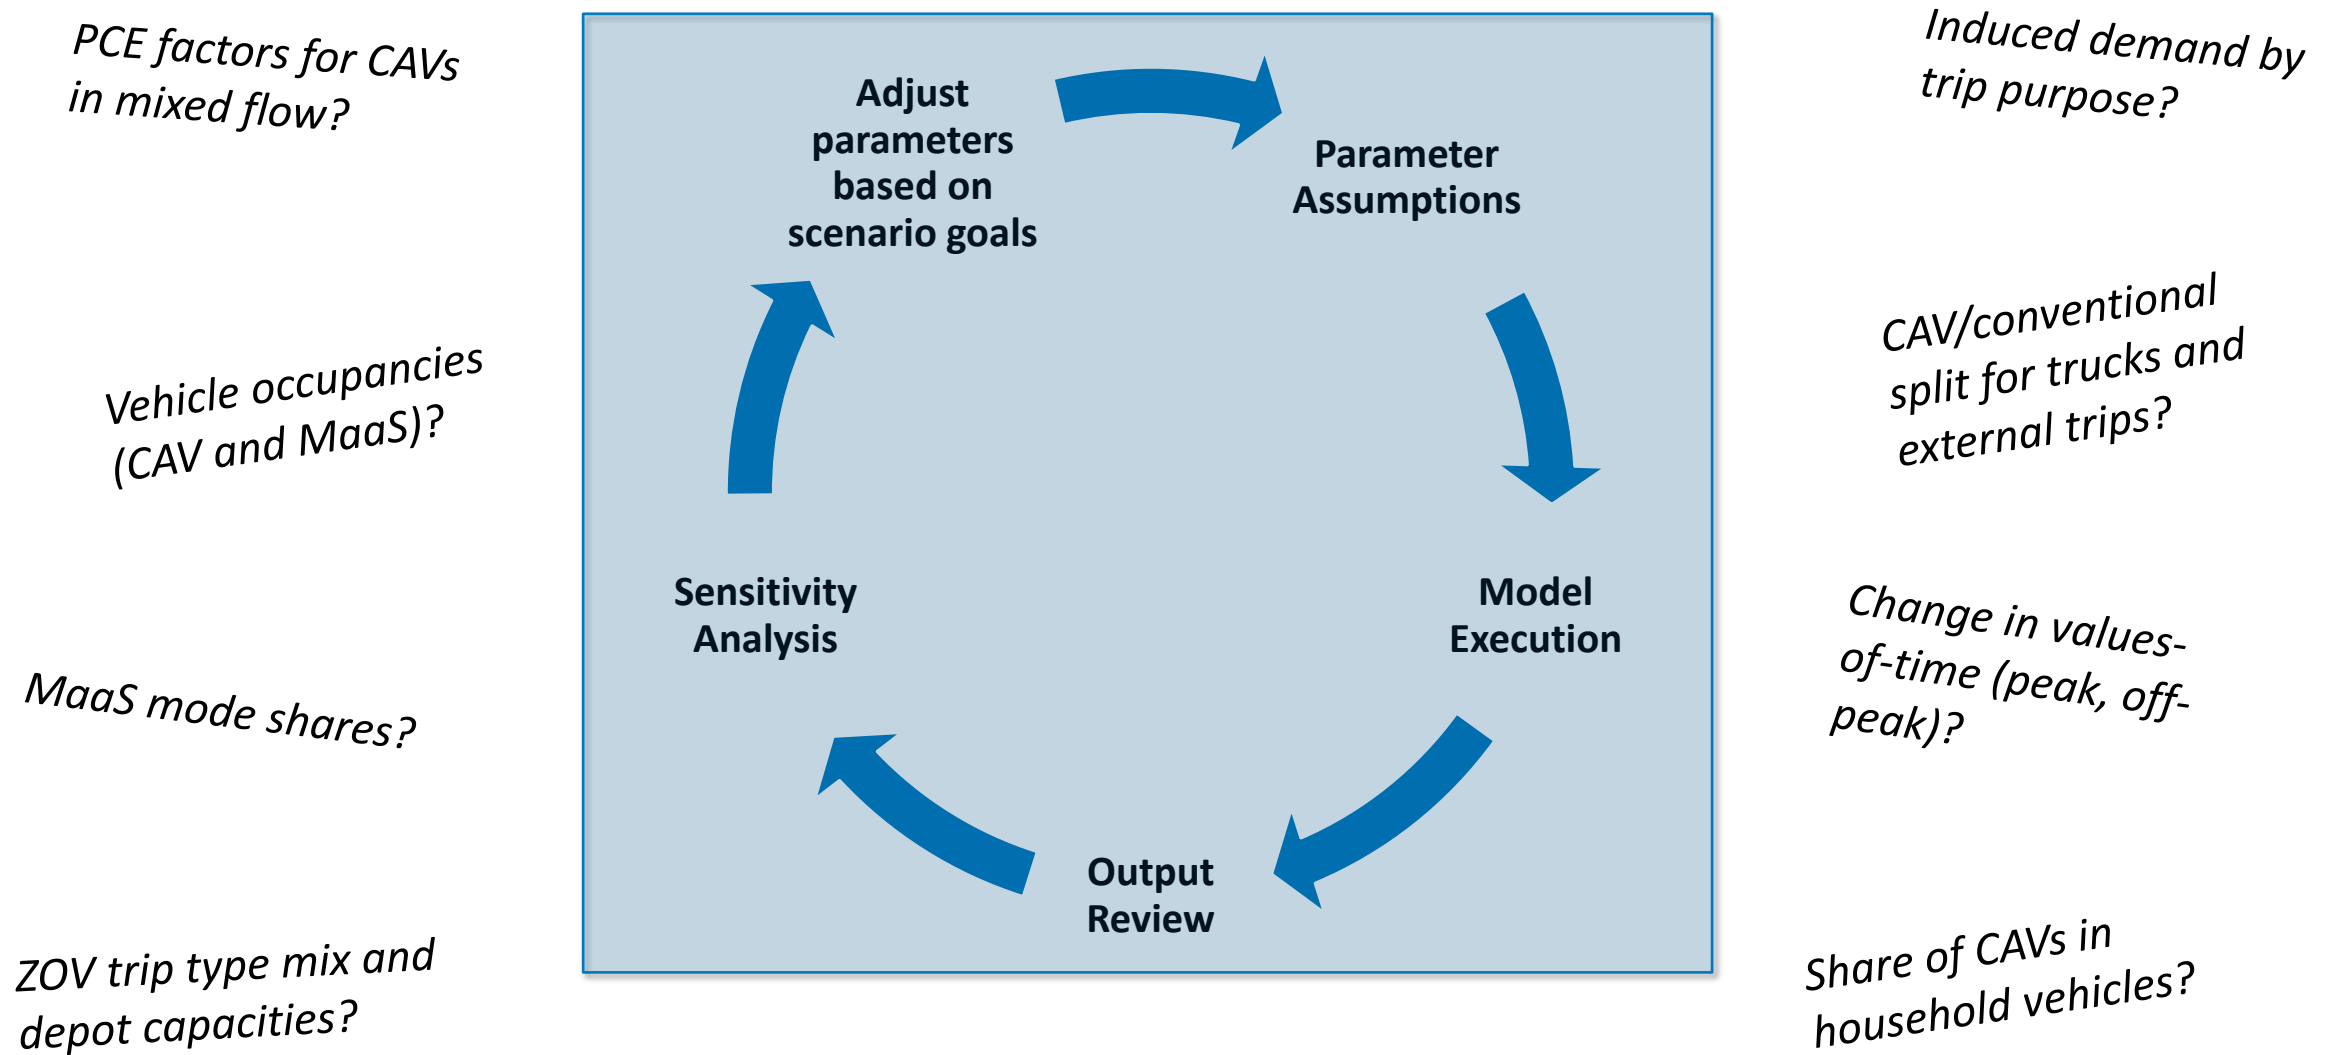 PCE factors for CAVs
in mixed flow?
Vehicle occupancies
(CAV and MaaS)?
MaaS mode shares?
ZOV trip type mix and
depot capacities?
Adjust
parameters
based on
scenario goals
Parameter
Assumptions
Model
Execution
Output
Review
Sensitivity
Analysis
Induced demand by
trip purpose?
CAV/conventional
split for trucks and
external trips?
Change in values-
of-time (peak, off-
peak)?
Share of CAVs in
household vehicles?